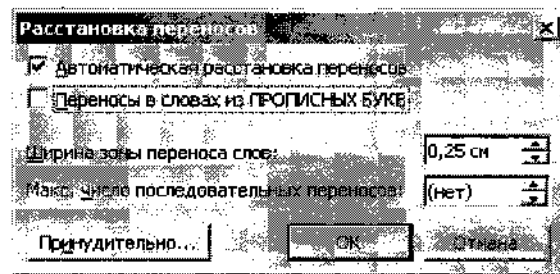 Расстановка переносов
Автоматическая расстановка переносов
Переносы в словах из ПРОПИСНЫХ БУКВ
Ширина зоны переноса слов: 0,25 см
Макс. число последовательных переносов: (нет)
Принудительно... ОК Отмена